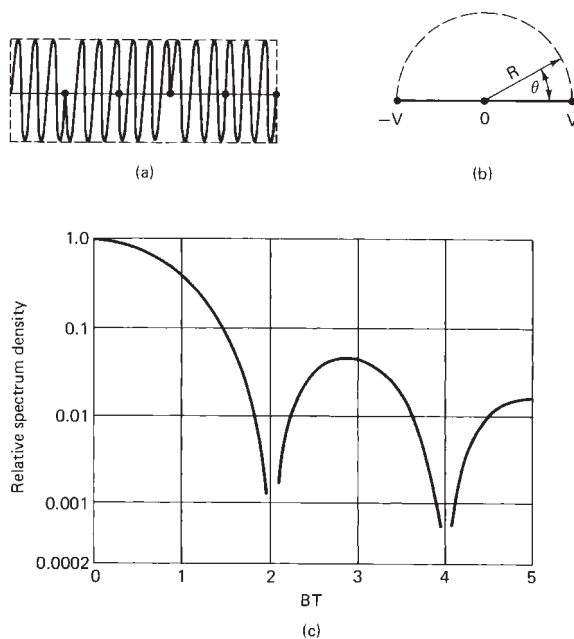 (a)
R
θ
−V
0
V
(b)
Relative spectrum density
1.0
0.1
0.01
0.001
0.0002
0
1
2
3
4
5
BT
(c)